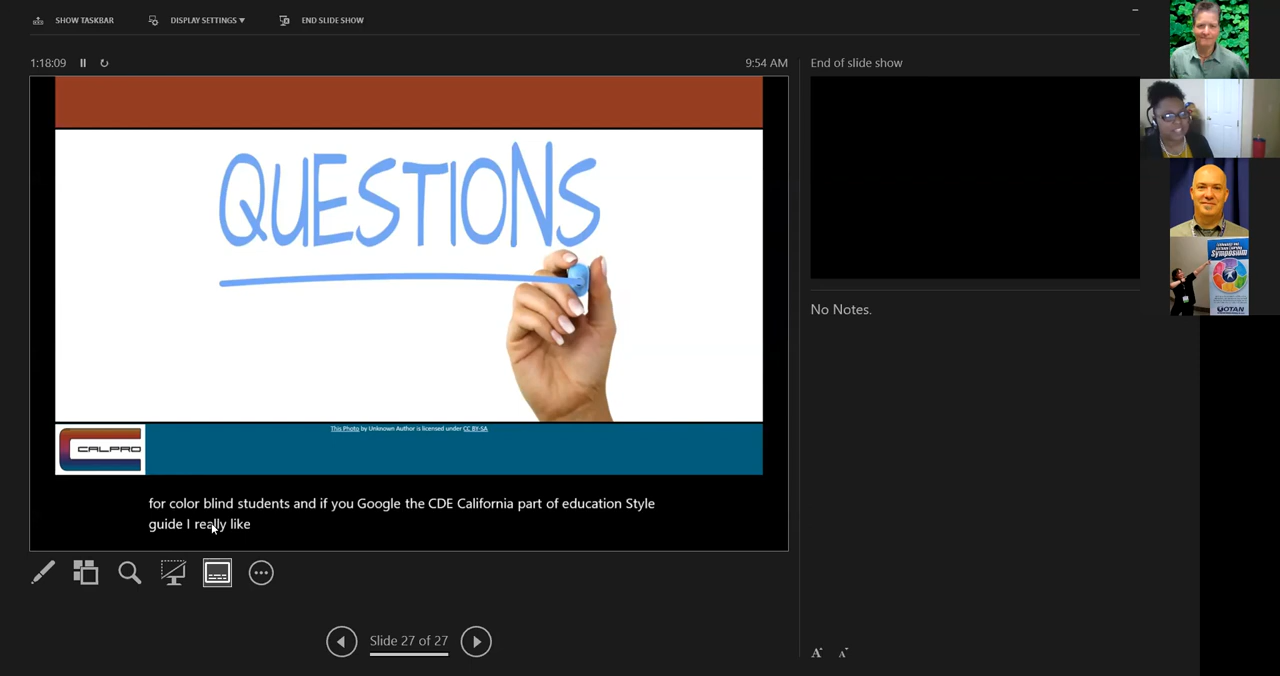 SHOW TASKBAR
DISPLAY SETTINGS ▼
END SLIDE SHOW
1:18:09
9:54 AM
End of slide show
QUESTIONS
No Notes.
This Photo by Unknown Author is licensed under CC BY-SA
CALPRO
for color blind students and if you Google the CDE California part of education Style
guide I really like
Slide 27 of 27
A
A
Symposium
OTAN